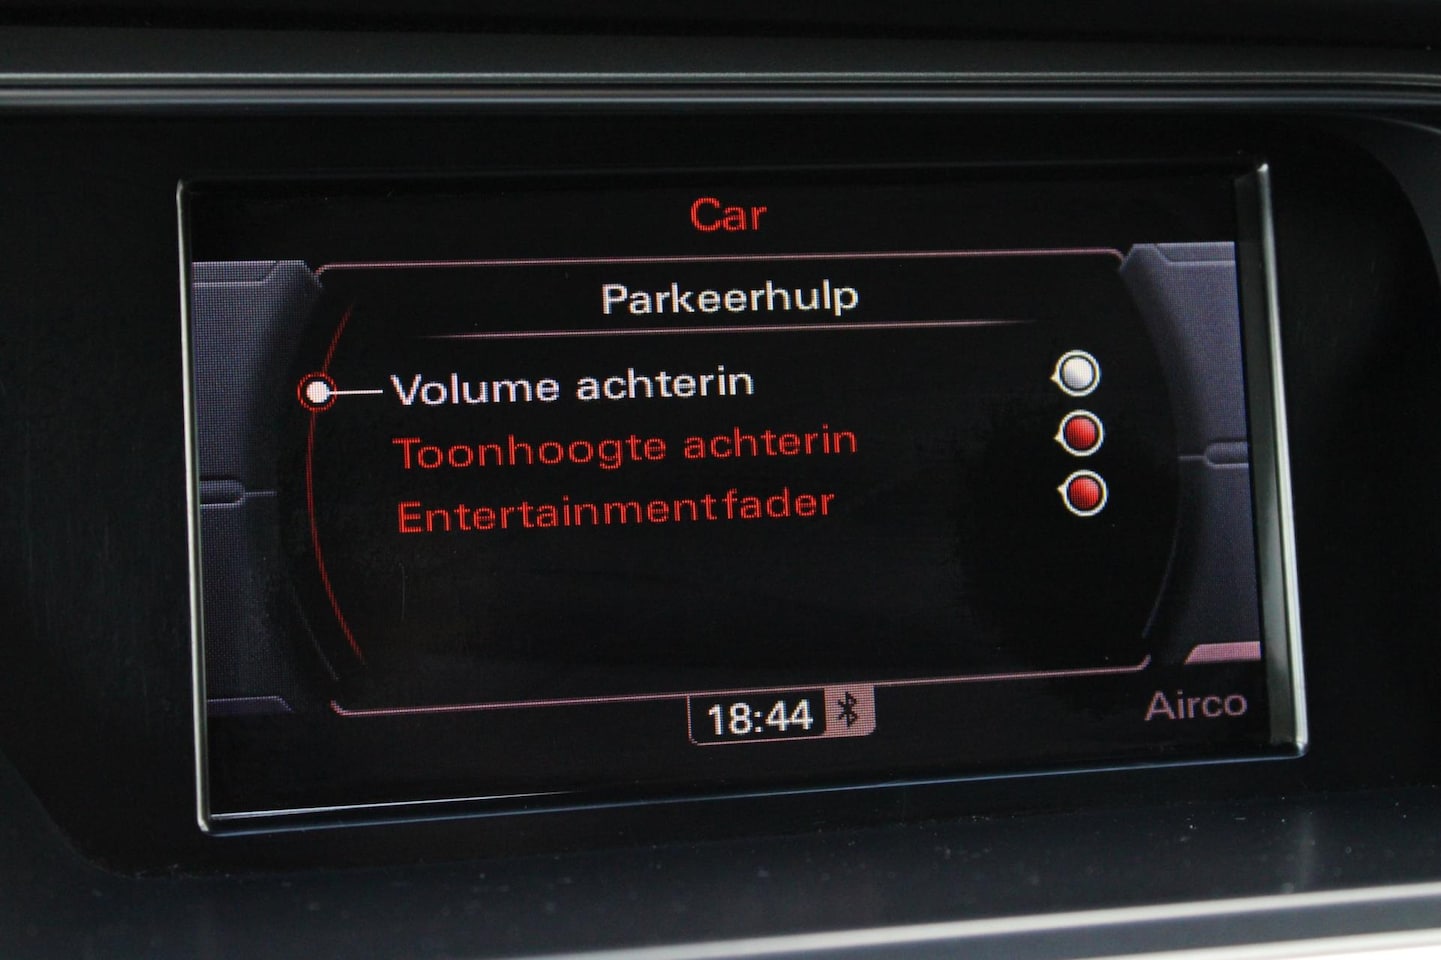 Car
Parkeerhulp
Volume achterin
Toonhoogte achterin
Entertainmentfader
18:44
Airco